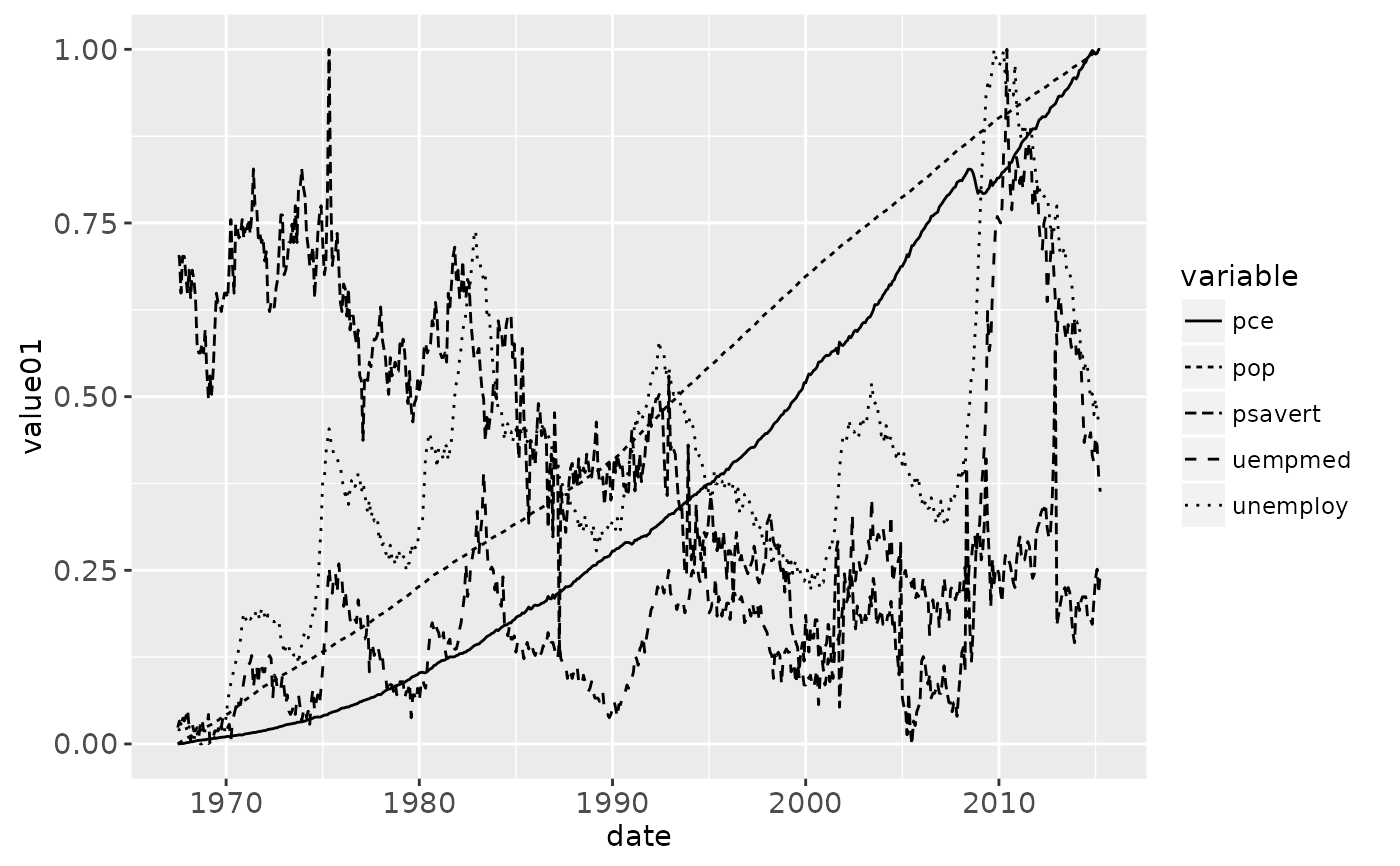 1.00
0.75
0.50
0.25
0.00
value01
1970 1980 1990 2000 2010
date
variable
pce
pop
psavert
uempmed
unemploy